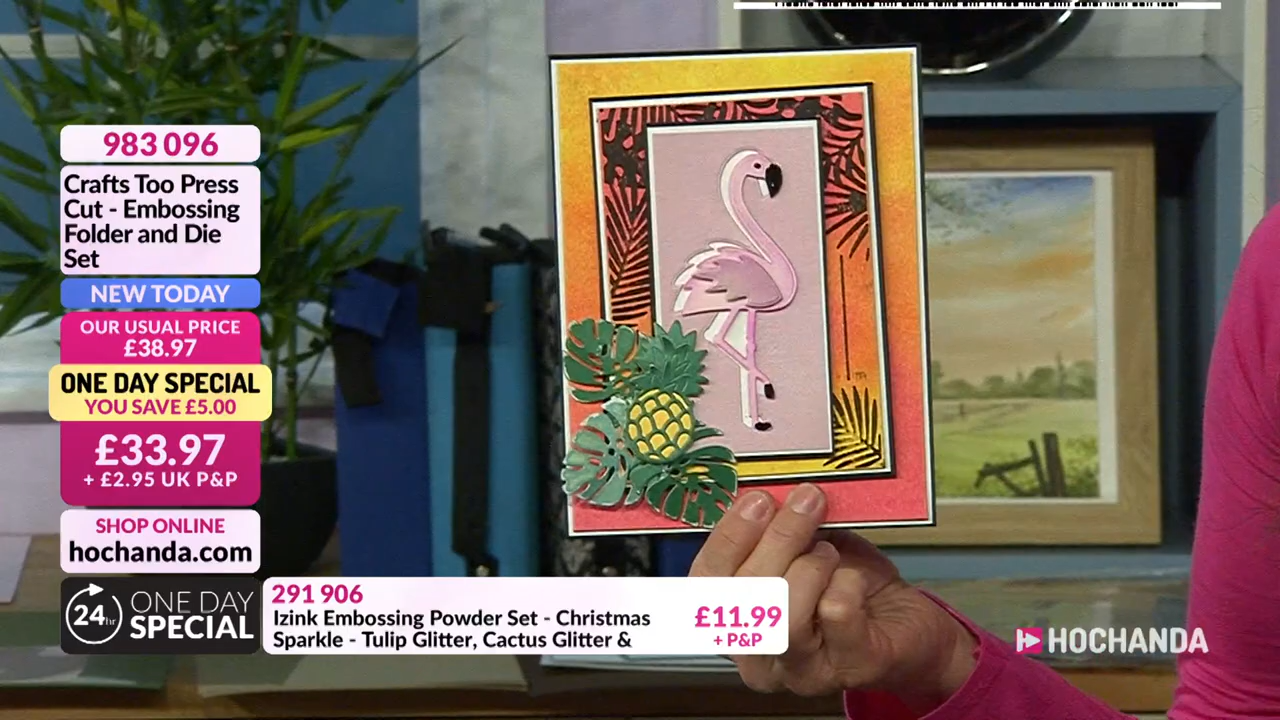 983 096
Crafts Too Press
Cut - Embossing
Folder and Die
Set
NEW TODAY
OUR USUAL PRICE
£38.97
ONE DAY SPECIAL
YOU SAVE £5.00
£33.97
+ £2.95 UK P&P
SHOP ONLINE
hochanda.com
24hr
ONE DAY
SPECIAL
291 906
Izink Embossing Powder Set - Christmas
Sparkle - Tulip Glitter, Cactus Glitter &
£11.99
+ P&P
HOCHANDA